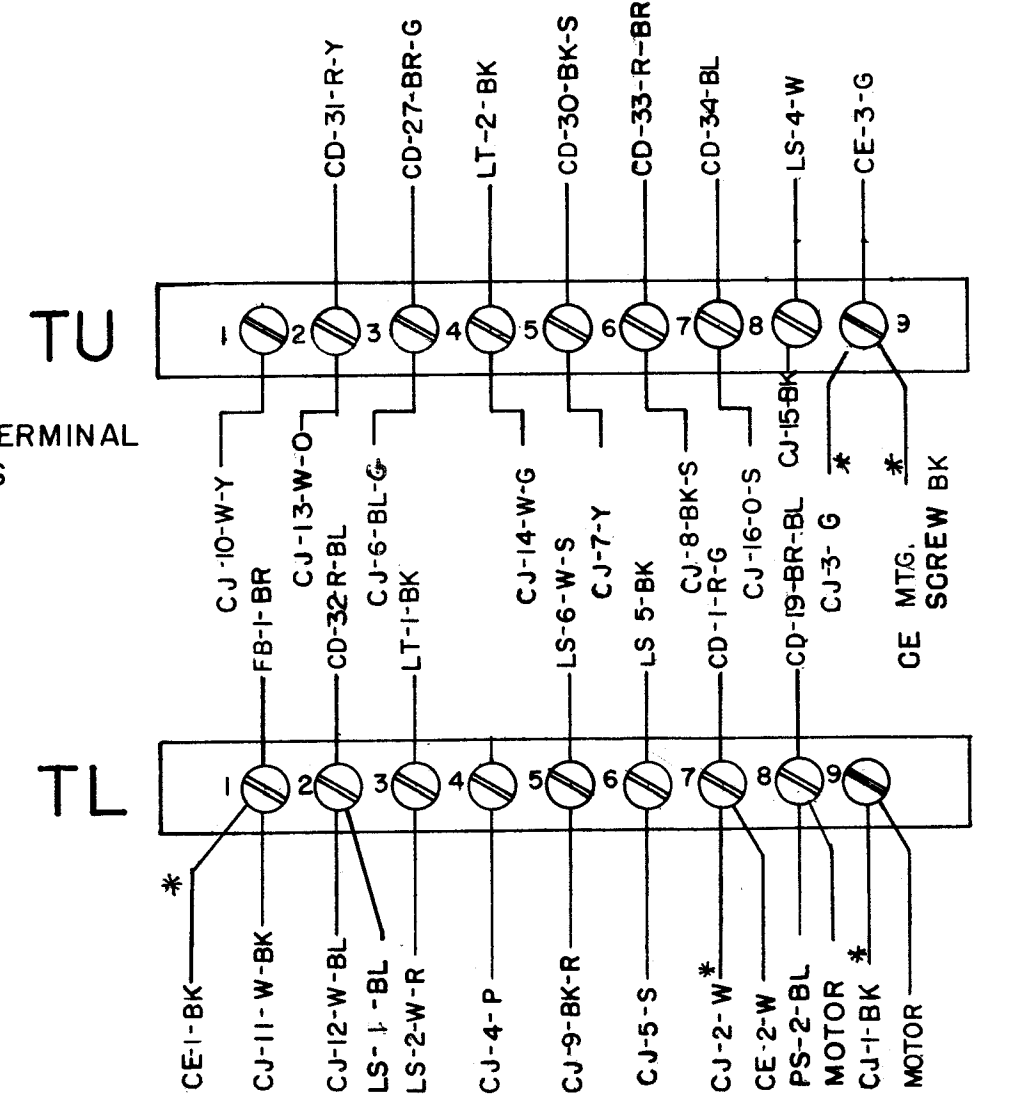 CD-31-R-Y
CD-27-BR-G
LT-2-BK
CD-30-BK-S
CD-33-R-BR
CD-34-BL
LS-4-W
CE-3-G
TU
1 2 3 4 5 6 7 8 9
ERMINAL
CJ-10-W-Y
CJ-13-W-O
CJ-6-BL-G
CJ-14-W-G
CJ-7-Y
CJ-8-BK-S
CJ-16-O-S
CJ-15-BK
*
CJ-3-G
*
CE MTG.
SCREW BK
FB-1-BR
CD-32-R-BL
LT-1-BK
LS-6-W-S
LS 5-BK
CD-1-R-G
CD-19-BR-BL
TL
1 2 3 4 5 6 7 8 9
*
CE-1-BK
CJ-11-W-BK
CJ-12-W-BL
LS-1-BL
LS-2-W-R
CJ-4-P
CJ-9-BK-R
CJ-5-S
CJ-2-W*
CE-2-W
PS-2-BL
MOTOR
CJ-1-BK*
MOTOR